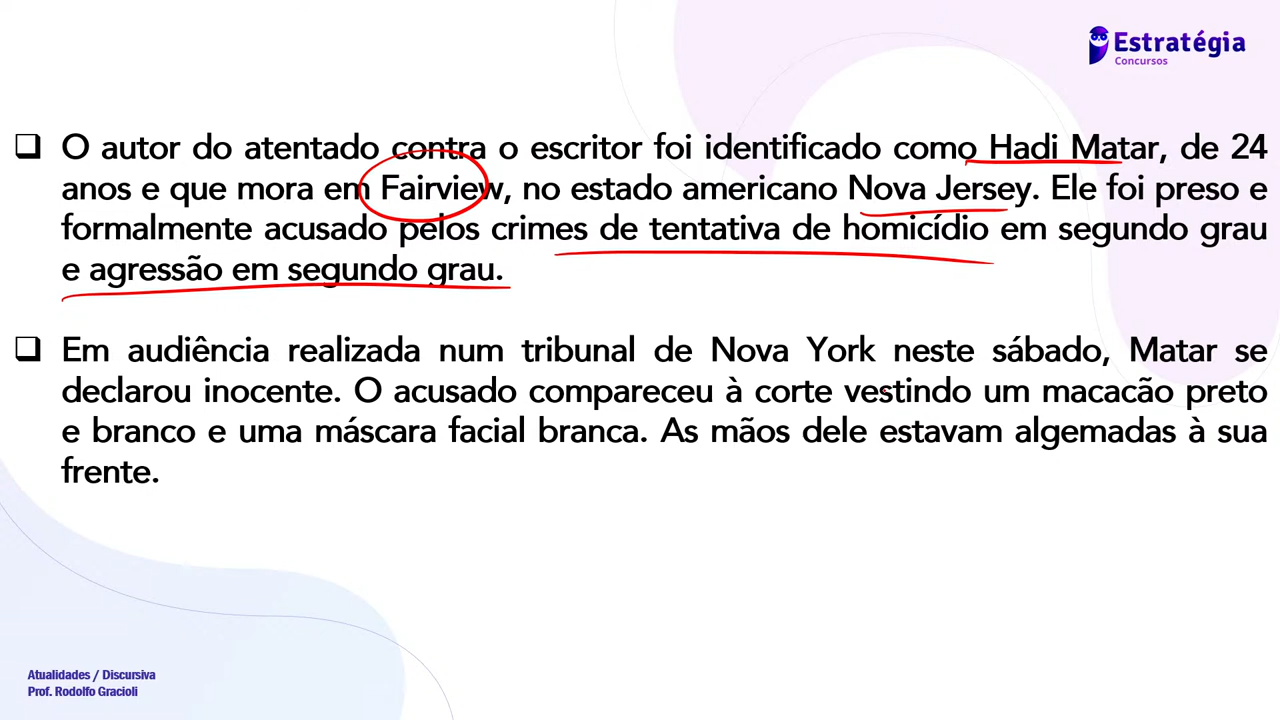 Estratégia
Concursos
❑ O autor do atentado contra o escritor foi identificado como Hadi Matar, de 24
anos e que mora em Fairview, no estado americano Nova Jersey. Ele foi preso e
formalmente acusado pelos crimes de tentativa de homicídio em segundo grau
e agressão em segundo grau.
❑ Em audiência realizada num tribunal de Nova York neste sábado, Matar se
declarou inocente. O acusado compareceu à corte vestindo um macacão preto
e branco e uma máscara facial branca. As mãos dele estavam algemadas à sua
frente.
Atualidades / Discursiva
Prof. Rodolfo Gracioli